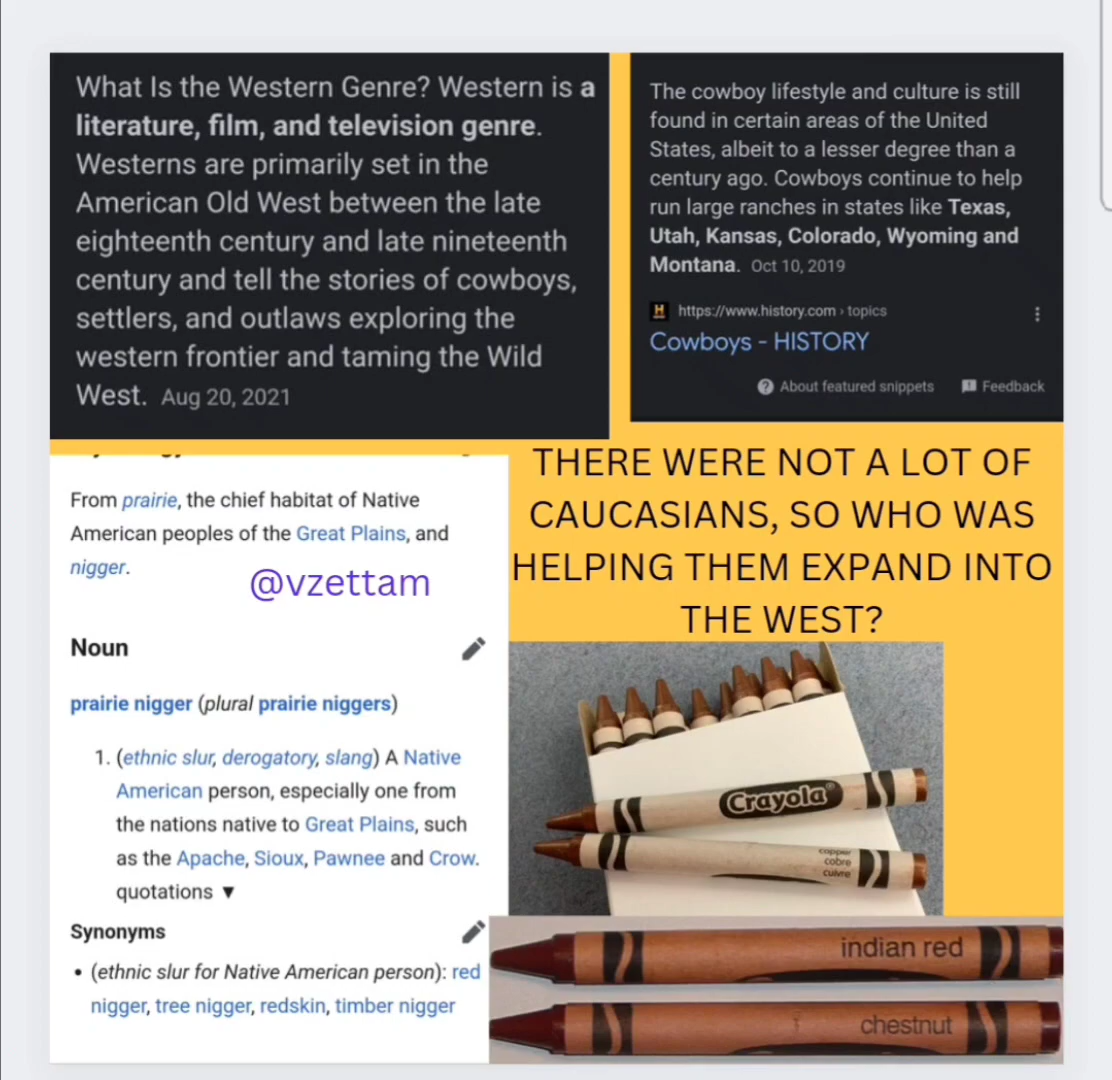 What Is the Western Genre? Western is a
literature, film, and television genre.
Westerns are primarily set in the
American Old West between the late
eighteenth century and late nineteenth
century and tell the stories of cowboys,
settlers, and outlaws exploring the
western frontier and taming the Wild
West. Aug 20, 2021
The cowboy lifestyle and culture is still
found in certain areas of the United
States, albeit to a lesser degree than a
century ago. Cowboys continue to help
run large ranches in states like Texas,
Utah, Kansas, Colorado, Wyoming and
Montana. Oct 10, 2019
H https://www.history.com › topics
Cowboys - HISTORY
About featured snippets Feedback
From prairie, the chief habitat of Native
American peoples of the Great Plains, and
nigger.
@vzettam
Noun
prairie nigger (plural prairie niggers)
1. (ethnic slur, derogatory, slang) A Native
American person, especially one from
the nations native to Great Plains, such
as the Apache, Sioux, Pawnee and Crow.
quotations ▼
Synonyms
• (ethnic slur for Native American person): red
nigger, tree nigger, redskin, timber nigger
THERE WERE NOT A LOT OF
CAUCASIANS, SO WHO WAS
HELPING THEM EXPAND INTO
THE WEST?
Crayola
copper
cobre
cuivre
indian red
chestnut